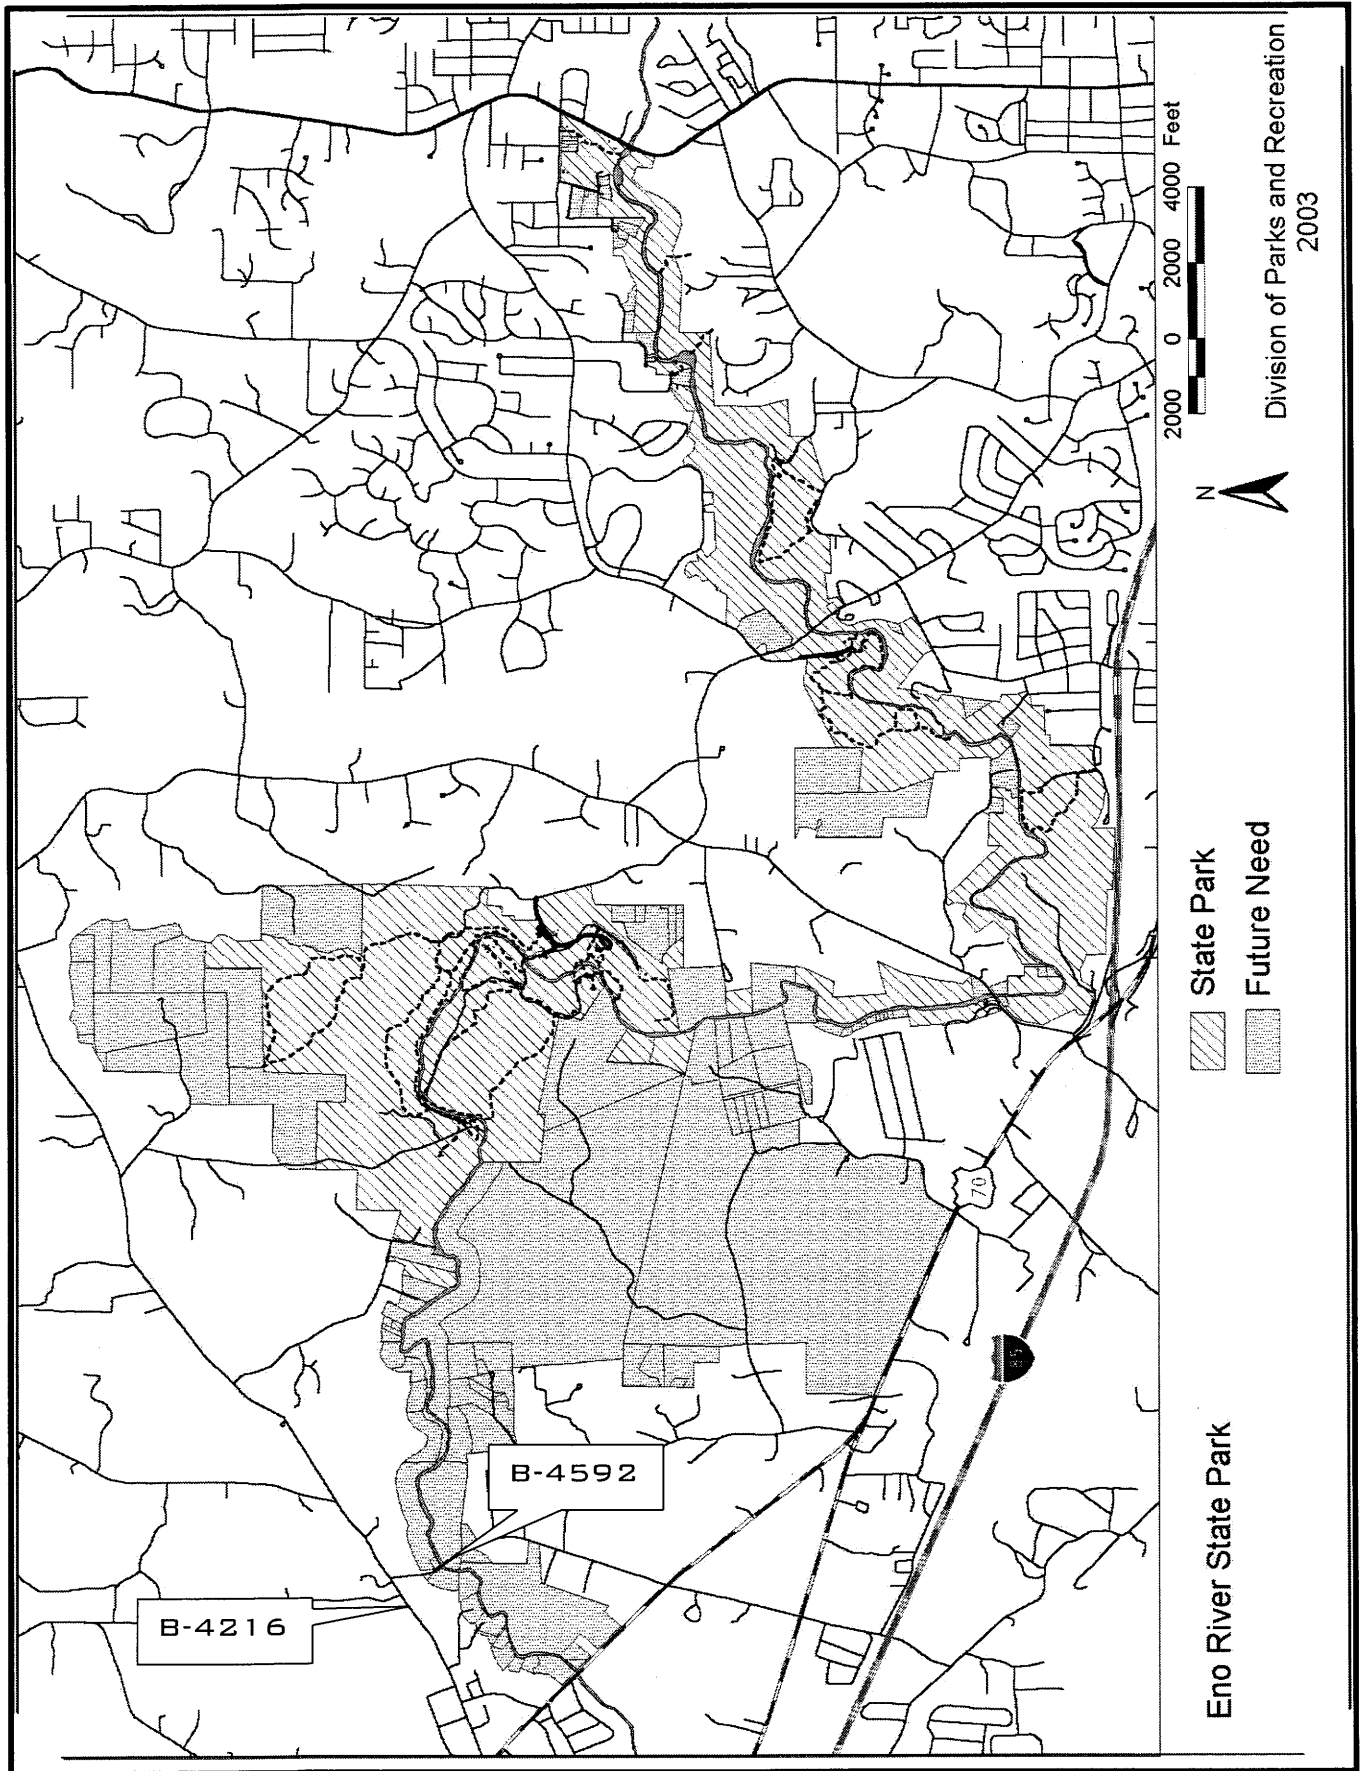 B-4216
B-4592
70
85
Eno River State Park
State Park
Future Need
N
2000 0 2000 4000 Feet
Division of Parks and Recreation
2003